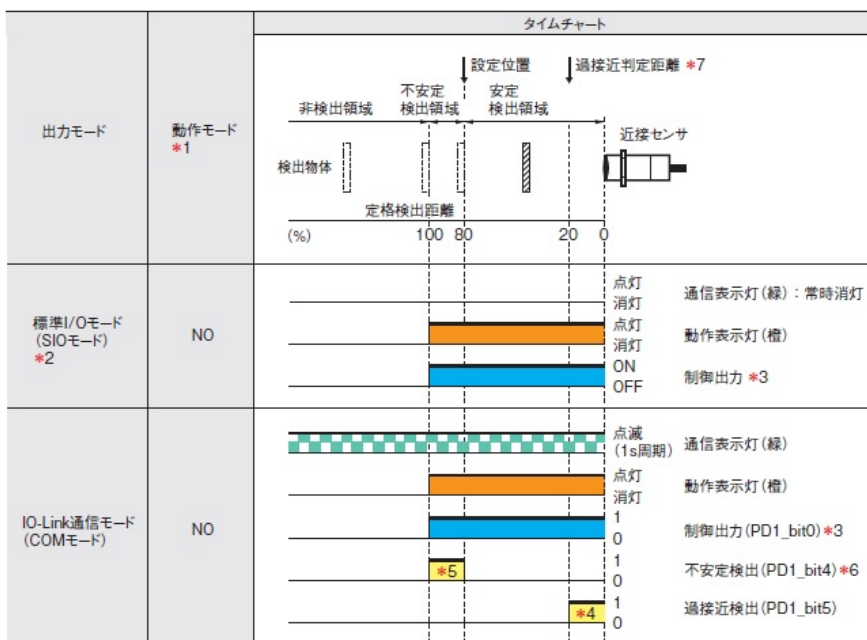 タイムチャート
出力モード
動作モード
*1
設定位置
過接近判定距離 *7
非検出領域
不安定
検出領域
安定
検出領域
近接センサ
検出物体
定格検出距離
(%)
100 80 20 0
標準I/Oモード
(SIOモード)
*2
NO
点灯
消灯
通信表示灯(緑):常時消灯
点灯
消灯
動作表示灯(橙)
ON
OFF
制御出力 *3
IO-Link通信モード
(COMモード)
NO
点滅
(1s周期)
通信表示灯(緑)
点灯
消灯
動作表示灯(橙)
1
0
制御出力(PD1_bit0)*3
*5
1
0
不安定検出(PD1_bit4)*6
*4
1
0
過接近検出(PD1_bit5)